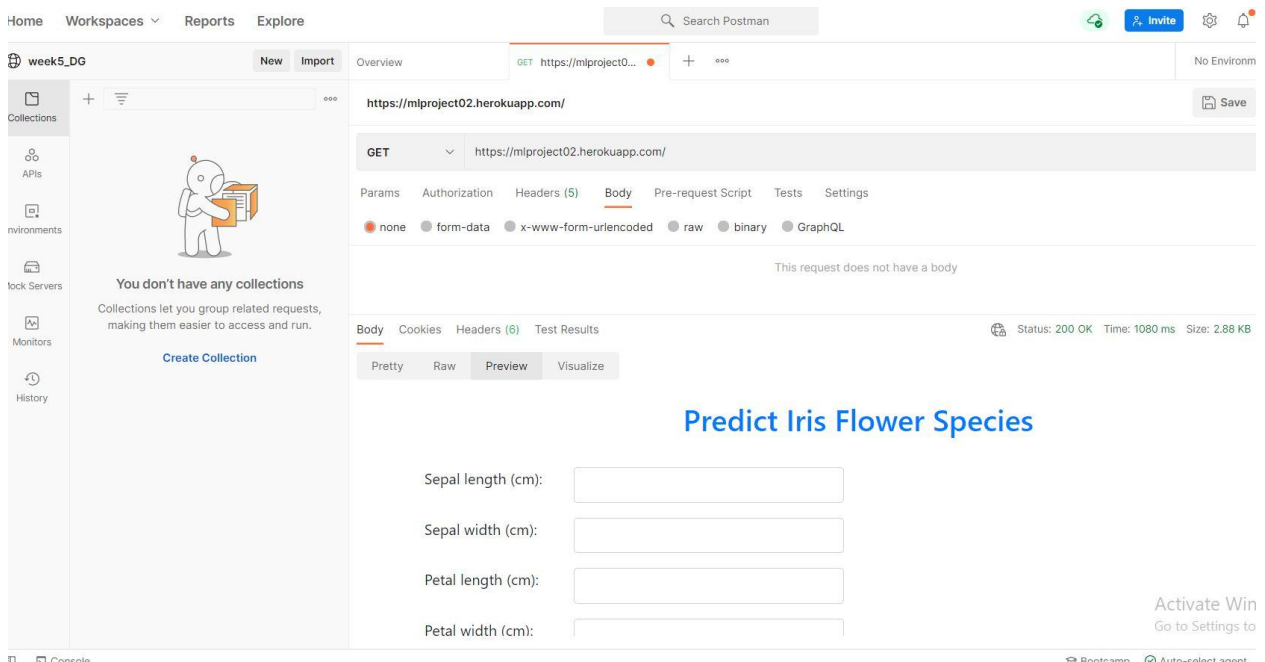 Home Workspaces Reports Explore Search Postman Invite
week5_DG New Import Overview GET https://mlproject0... No Environm
Collections
https://mlproject02.herokuapp.com/ Save
GET https://mlproject02.herokuapp.com/
APIs
Params Authorization Headers (5) Body Pre-request Script Tests Settings
nvironments
none form-data x-www-form-urlencoded raw binary GraphQL
This request does not have a body
Mock Servers
You don't have any collections
Collections let you group related requests,
making them easier to access and run.
Create Collection
Monitors
History
Body Cookies Headers (6) Test Results Status: 200 OK Time: 1080 ms Size: 2.88 KB
Pretty Raw Preview Visualize
Predict Iris Flower Species
Sepal length (cm):
Sepal width (cm):
Petal length (cm):
Petal width (cm):
Activate Win
Go to Settings to
Console Bootcamp Auto-select agent